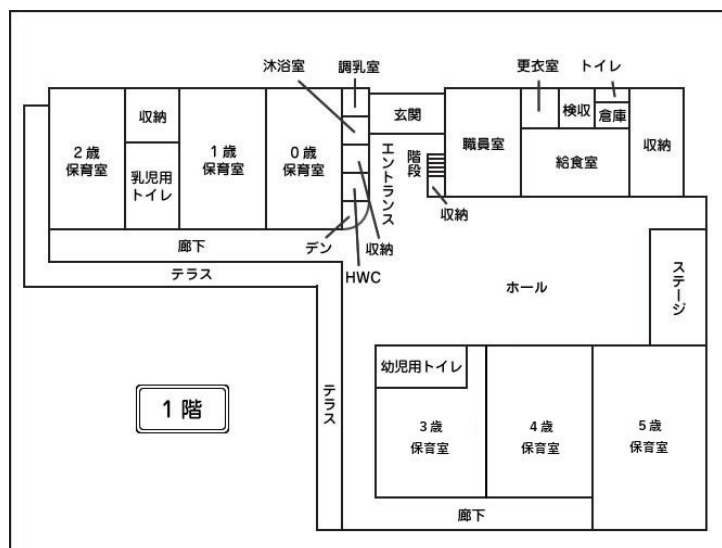 沐浴室
調乳室
更衣室
トイレ
2歳
保育室
収納
乳児用
トイレ
1歳
保育室
0歳
保育室
玄関
エントランス
階段
収納
職員室
検収
倉庫
給食室
収納
廊下
デン
収納
HWC
テラス
ホール
ステージ
1階
テラス
幼児用トイレ
3歳
保育室
4歳
保育室
5歳
保育室
廊下